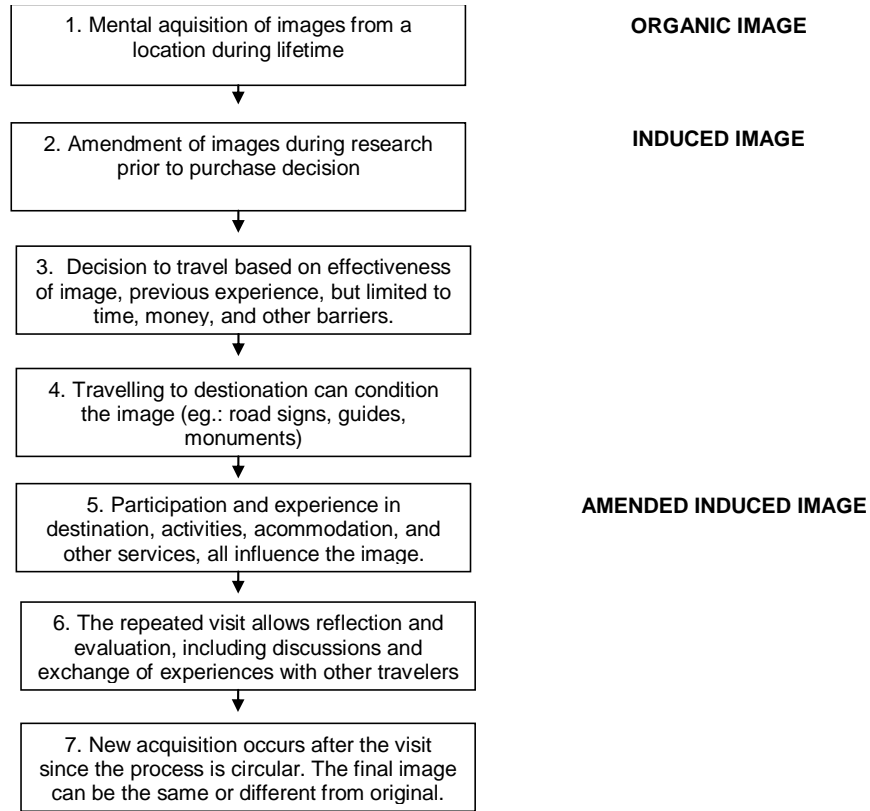 1. Mental aquisition of images from a
location during lifetime
ORGANIC IMAGE
2. Amendment of images during research
prior to purchase decision
INDUCED IMAGE
3. Decision to travel based on effectiveness
of image, previous experience, but limited to
time, money, and other barriers.
4. Travelling to destionation can condition
the image (eg.: road signs, guides,
monuments)
5. Participation and experience in
destination, activities, acommodation, and
other services, all influence the image.
AMENDED INDUCED IMAGE
6. The repeated visit allows reflection and
evaluation, including discussions and
exchange of experiences with other travelers
7. New acquisition occurs after the visit
since the process is circular. The final image
can be the same or different from original.